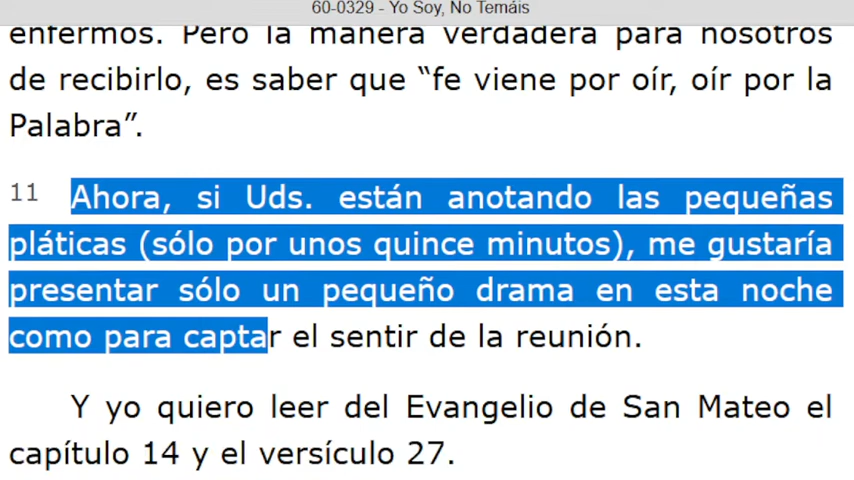 60-0329 - Yo Soy, No Temáis
enfermos. Pero la manera verdadera para nosotros
de recibirlo, es saber que “fe viene por oír, oír por la
Palabra”.
11 Ahora, si Uds. están anotando las pequeñas
pláticas (sólo por unos quince minutos), me gustaría
presentar sólo un pequeño drama en esta noche
como para captar el sentir de la reunión.
Y yo quiero leer del Evangelio de San Mateo el
capítulo 14 y el versículo 27.